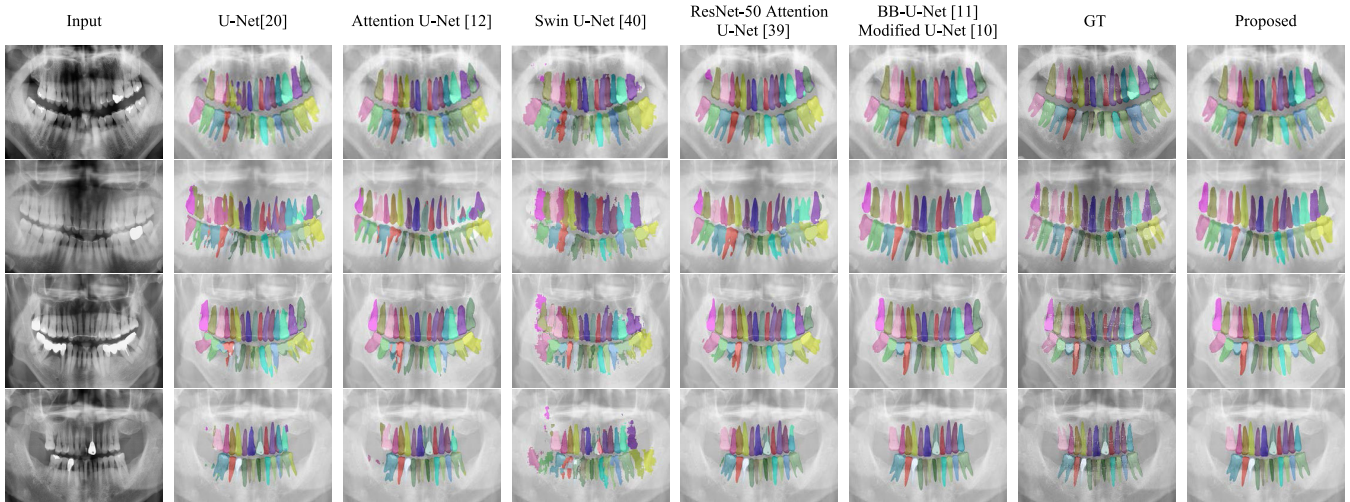 Input
U-Net[20]
Attention U-Net [12]
Swin U-Net [40]
ResNet-50 Attention
U-Net [39]
BB-U-Net [11]
Modified U-Net [10]
GT
Proposed